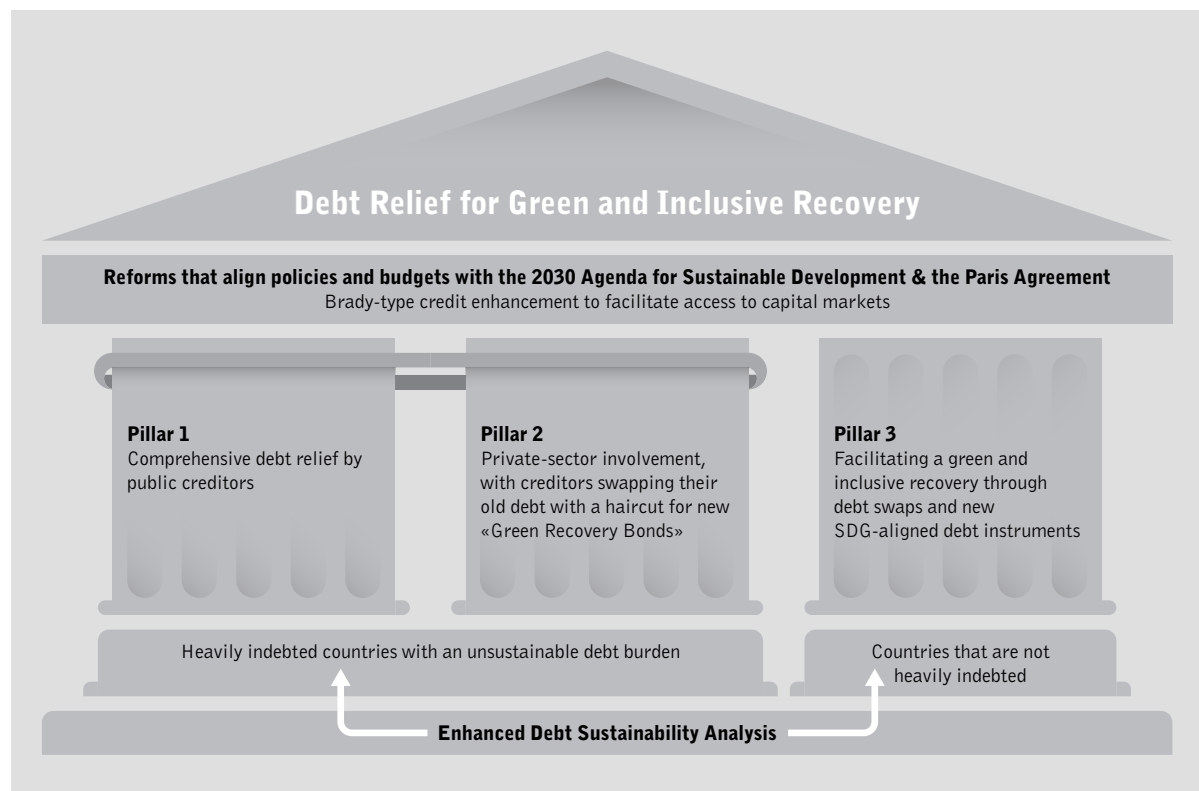 Debt Relief for Green and Inclusive Recovery
Reforms that align policies and budgets with the 2030 Agenda for Sustainable Development & the Paris Agreement
Brady-type credit enhancement to facilitate access to capital markets
Pillar 1
Comprehensive debt relief by
public creditors
Pillar 2
Private-sector involvement,
with creditors swapping their
old debt with a haircut for new
«Green Recovery Bonds»
Pillar 3
Facilitating a green and
inclusive recovery through
debt swaps and new
SDG-aligned debt instruments
Heavily indebted countries with an unsustainable debt burden
Countries that are not
heavily indebted
Enhanced Debt Sustainability Analysis